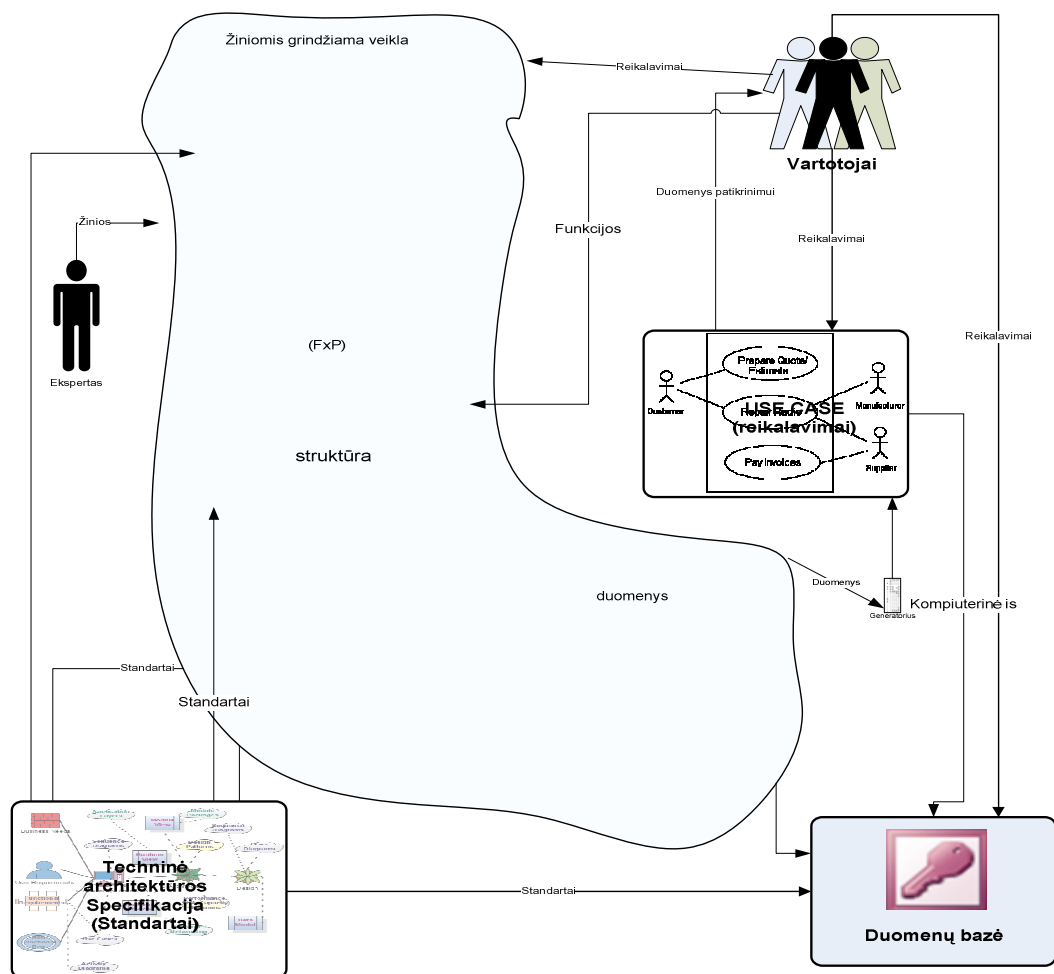 Žiniomis grindžiama veikla
Reikalavimai
Vartotojai
Duomenys patikrinimui
Žinios
Funkcijos
Reikalavimai
Reikalavimai
Ekspertas
(FxP)
Prepare Quote/
Estimate
Customer
Manufacturer
USE CASE
(reikalavimai)
Supplier
Pay Invoices
struktūra
Duomenys
duomenys
Generatorius
Kompiuterinė is
Standartai
Standartai
Business Needs
Techninė
architektūros
Specifikacija
(Standartai)
Standartai
Duomenų bazė